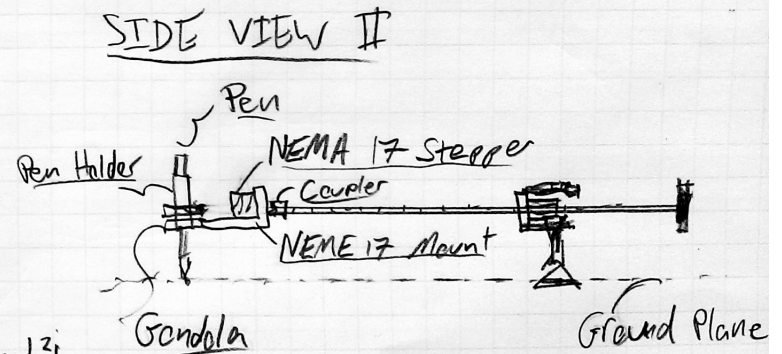 SIDE VIEW II
Pen
NEMA 17 Stepper
Pen Holder
Coupler
NEME 17 Mount
Gondola
Ground Plane